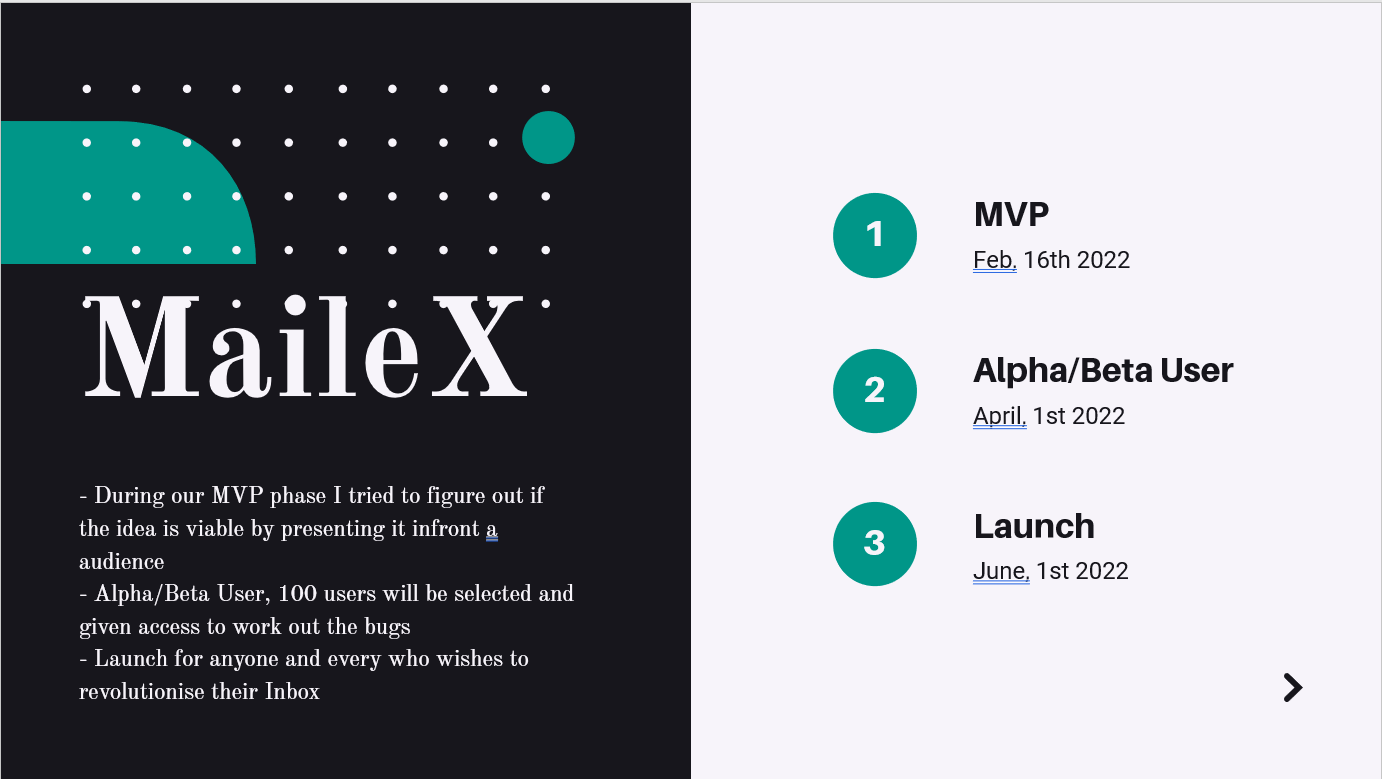 MaileX
- During our MVP phase I tried to figure out if
the idea is viable by presenting it infront a
audience
- Alpha/Beta User, 100 users will be selected and
given access to work out the bugs
- Launch for anyone and every who wishes to
revolutionise their Inbox
1
MVP
Feb, 16th 2022
2
Alpha/Beta User
April, 1st 2022
3
Launch
June, 1st 2022